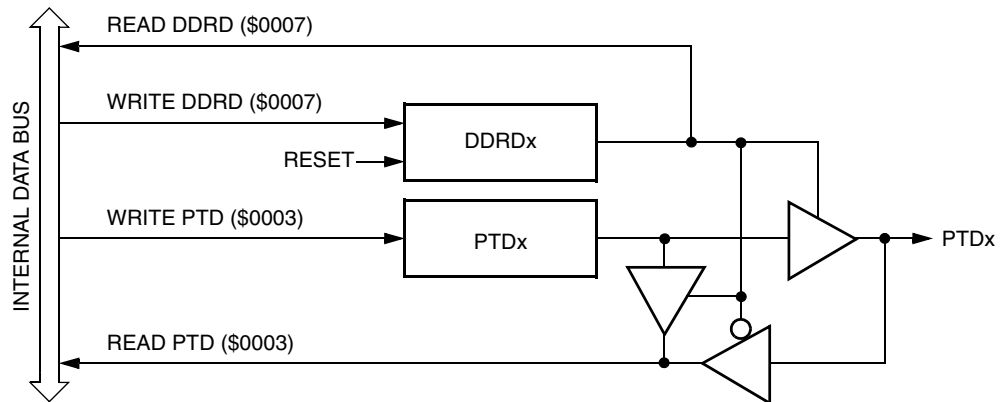 READ DDRD ($0007)
WRITE DDRD ($0007)
DDRDx
RESET
WRITE PTD ($0003)
PTDx
PTDx
READ PTD ($0003)
INTERNAL DATA BUS